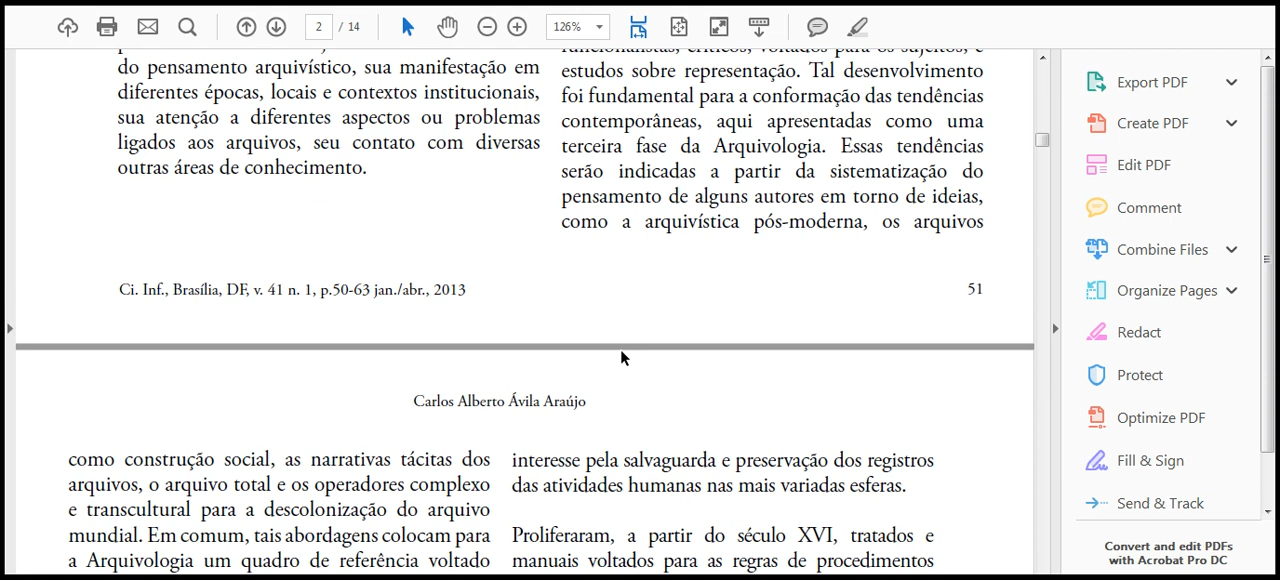 2 / 14
126%
do pensamento arquivístico, sua manifestação em
diferentes épocas, locais e contextos institucionais,
sua atenção a diferentes aspectos ou problemas
ligados aos arquivos, seu contato com diversas
outras áreas de conhecimento.
funcionalistas, críticos, voltados para os sujeitos, e
estudos sobre representação. Tal desenvolvimento
foi fundamental para a conformação das tendências
contemporâneas, aqui apresentadas como uma
terceira fase da Arquivologia. Essas tendências
serão indicadas a partir da sistematização do
pensamento de alguns autores em torno de ideias,
como a arquivística pós-moderna, os arquivos
Ci. Inf., Brasília, DF, v. 41 n. 1, p.50-63 jan./abr., 2013
51
Carlos Alberto Ávila Araújo
como construção social, as narrativas tácitas dos
arquivos, o arquivo total e os operadores complexo
e transcultural para a descolonização do arquivo
mundial. Em comum, tais abordagens colocam para
a Arquivologia um quadro de referência voltado
interesse pela salvaguarda e preservação dos registros
das atividades humanas nas mais variadas esferas.
Proliferaram, a partir do século XVI, tratados e
manuais voltados para as regras de procedimentos
Export PDF
Create PDF
Edit PDF
Comment
Combine Files
Organize Pages
Redact
Protect
Optimize PDF
Fill & Sign
Send & Track
Convert and edit PDFs
with Acrobat Pro DC